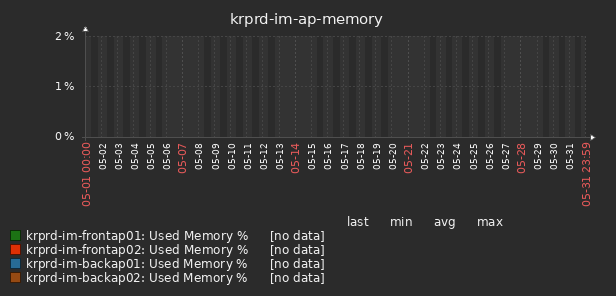 krprd-im-ap-memory
2 %
1 %
0 %
05-01 00:00 05-02 05-03 05-04 05-05 05-06 05-07 05-08 05-09 05-10 05-11 05-12 05-13 05-14 05-15 05-16 05-17 05-18 05-19 05-20 05-21 05-22 05-23 05-24 05-25 05-26 05-27 05-28 05-29 05-30 05-31 05-31 23:59
last min avg max
krprd-im-frontap01: Used Memory % [no data]
krprd-im-frontap02: Used Memory % [no data]
krprd-im-backap01: Used Memory % [no data]
krprd-im-backap02: Used Memory % [no data]